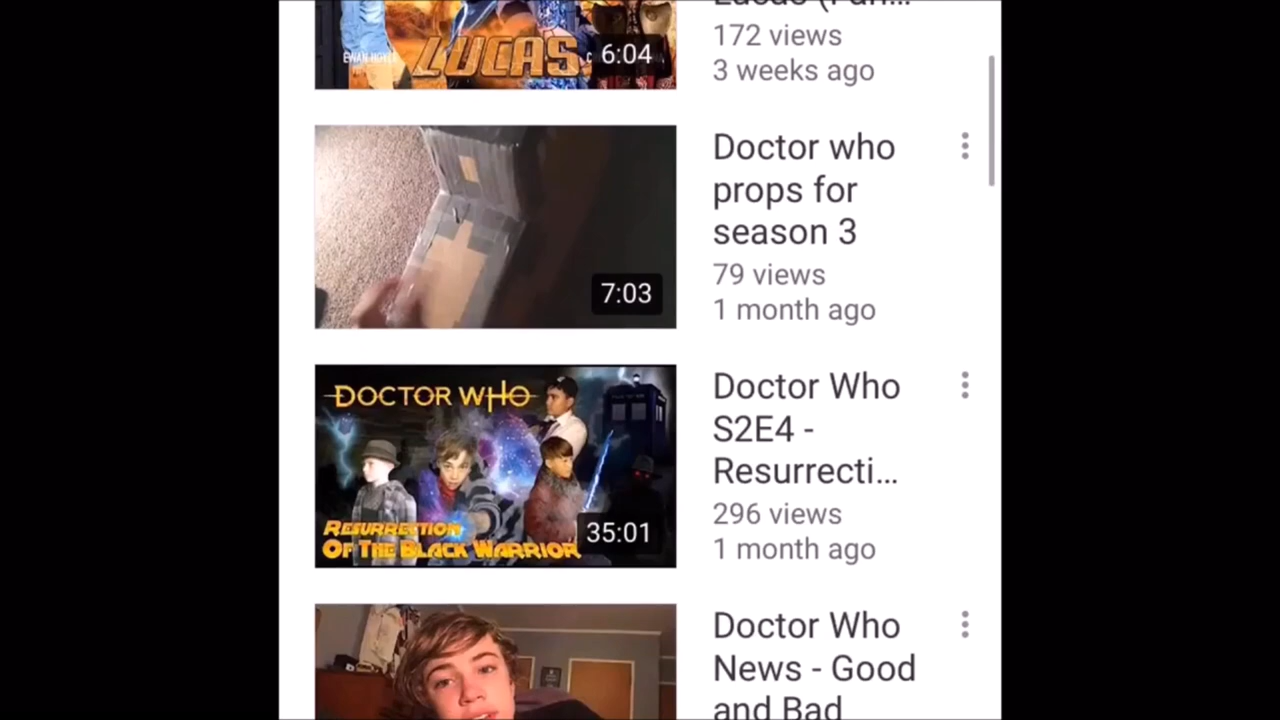 LUCAS
6:04
172 views
3 weeks ago
7:03
Doctor who
props for
season 3
79 views
1 month ago
DOCTOR WHO
RESURRECTION
OF THE BLACK WARRIOR
35:01
Doctor Who
S2E4 -
Resurrecti...
296 views
1 month ago
Doctor Who
News - Good
and Bad